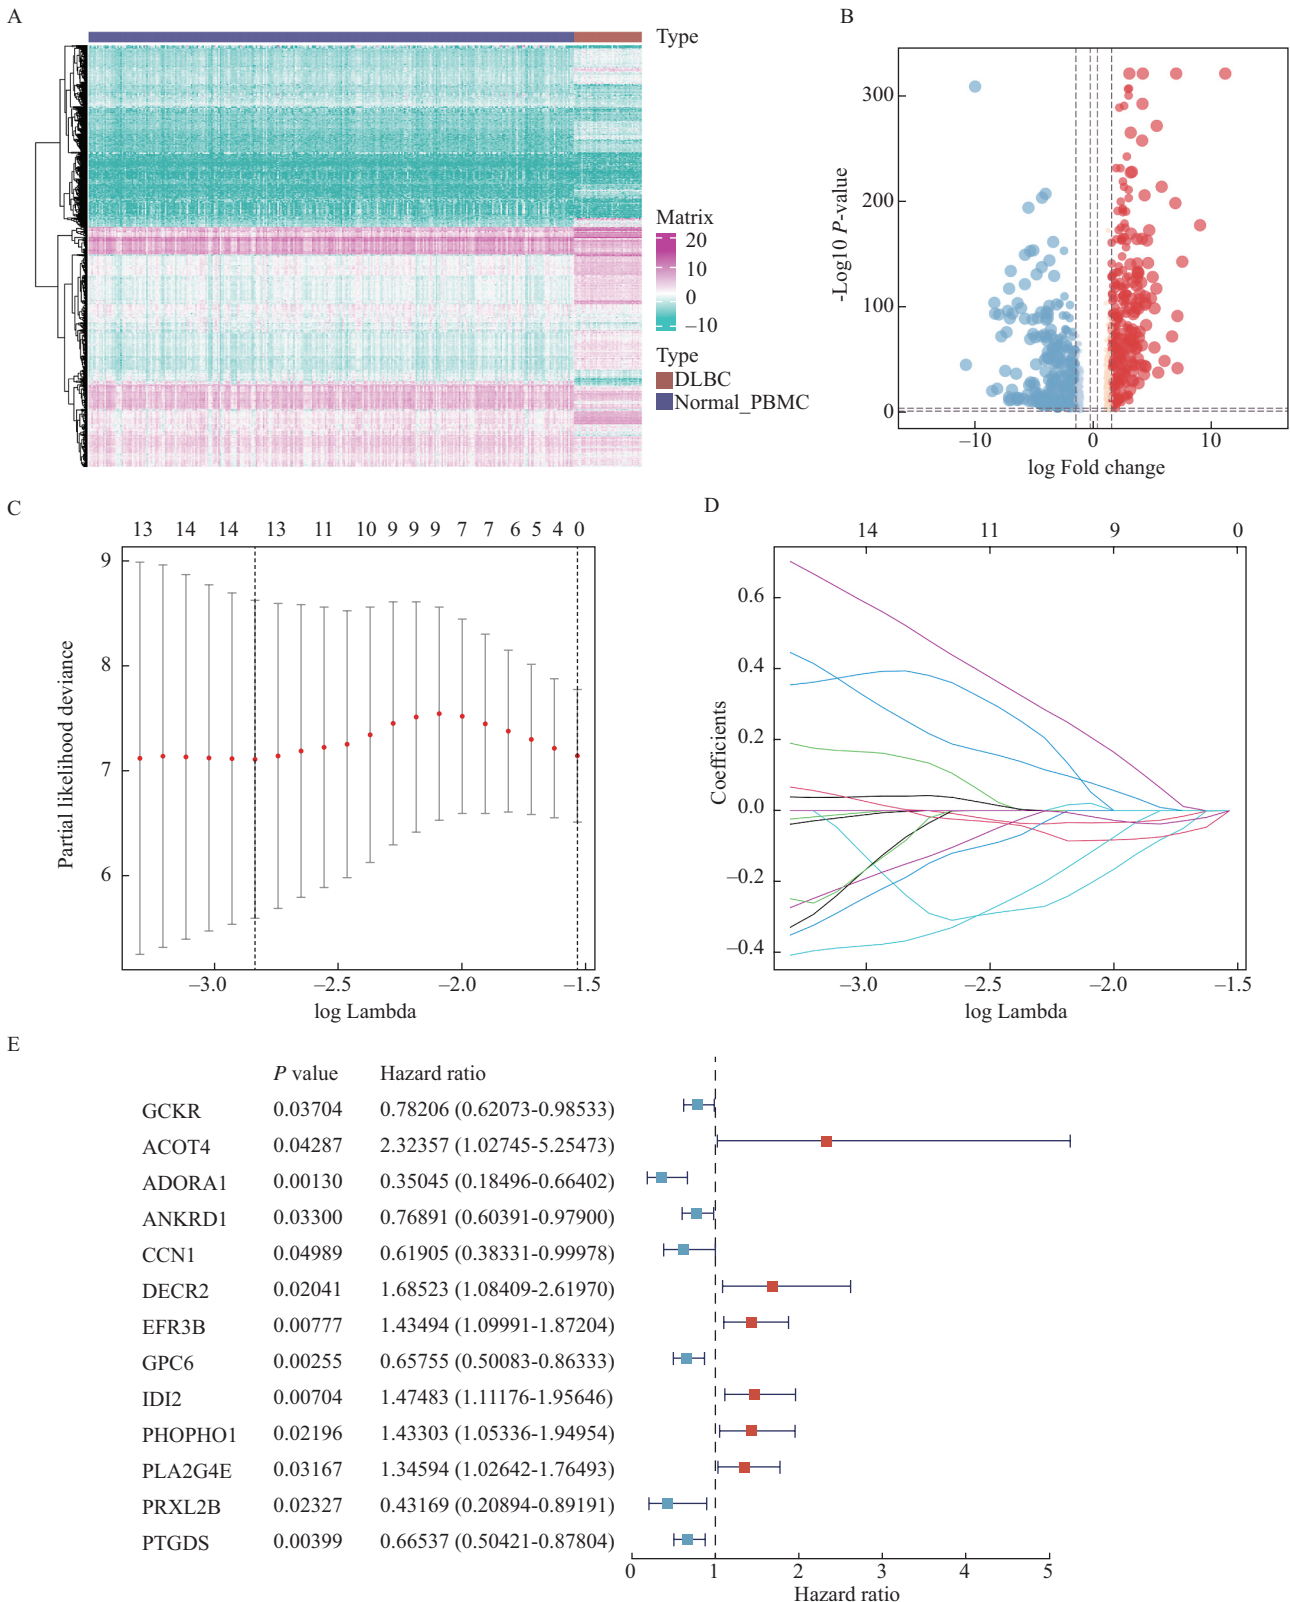 A
Type
Matrix
20
10
0
–10
Type
DLBC
Normal_PBMC
B
-Log10 P-value
300
200
100
0
–10 0 10
log Fold change
C
13 14 14 13 11 10 9 9 9 7 7 6 5 4 0
Partial likelihood deviance
9
8
7
6
–3.0 –2.5 –2.0 –1.5
log Lambda
D
14 11 9 0
Coefficients
0.6
0.4
0.2
0.0
–0.2
–0.4
–3.0 –2.5 –2.0 –1.5
log Lambda
E
P value Hazard ratio
GCKR 0.03704 0.78206 (0.62073-0.98533)
ACOT4 0.04287 2.32357 (1.02745-5.25473)
ADORA1 0.00130 0.35045 (0.18496-0.66402)
ANKRD1 0.03300 0.76891 (0.60391-0.97900)
CCN1 0.04989 0.61905 (0.38331-0.99978)
DECR2 0.02041 1.68523 (1.08409-2.61970)
EFR3B 0.00777 1.43494 (1.09991-1.87204)
GPC6 0.00255 0.65755 (0.50083-0.86333)
IDI2 0.00704 1.47483 (1.11176-1.95646)
PHOPHO1 0.02196 1.43303 (1.05336-1.94954)
PLA2G4E 0.03167 1.34594 (1.02642-1.76493)
PRXL2B 0.02327 0.43169 (0.20894-0.89191)
PTGDS 0.00399 0.66537 (0.50421-0.87804)
0 1 2 3 4 5
Hazard ratio